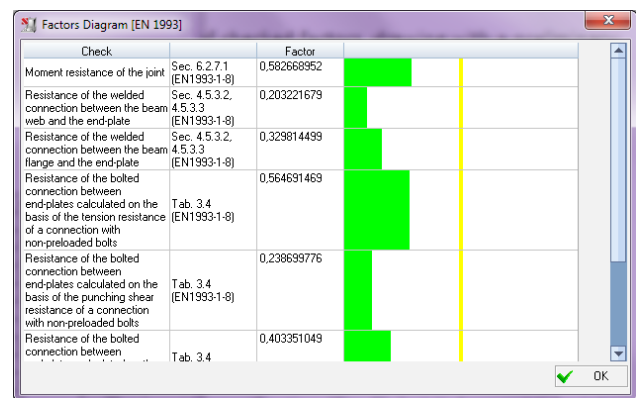 Factors Diagram [EN 1993]
Check Factor
Moment resistance of the joint Sec. 6.2.7.1 (EN1993-1-8) 0,582668952
Resistance of the welded connection between the beam web and the end-plate Sec. 4.5.3.2, 4.5.3.3 (EN1993-1-8) 0,203221679
Resistance of the welded connection between the beam flange and the end-plate Sec. 4.5.3.2, 4.5.3.3 (EN1993-1-8) 0,329814499
Resistance of the bolted connection between end-plates calculated on the basis of the tension resistance of a connection with non-preloaded bolts Tab. 3.4 (EN1993-1-8) 0,564691469
Resistance of the bolted connection between end-plates calculated on the basis of the punching shear resistance of a connection with non-preloaded bolts Tab. 3.4 (EN1993-1-8) 0,238699776
Resistance of the bolted connection between Tab. 3.4 0,403351049
OK